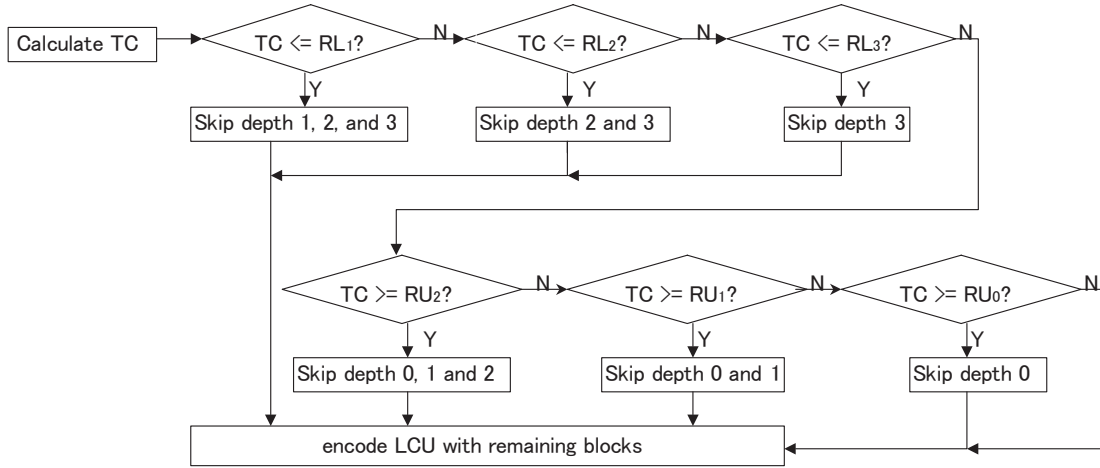 Calculate TC
TC <= RL₁?
N
TC <= RL₂?
N
TC <= RL₃?
N
Y
Y
Y
Skip depth 1, 2, and 3
Skip depth 2 and 3
Skip depth 3
TC >= RU₂?
N
TC >= RU₁?
N
TC >= RU₀?
N
Y
Y
Y
Skip depth 0, 1 and 2
Skip depth 0 and 1
Skip depth 0
encode LCU with remaining blocks